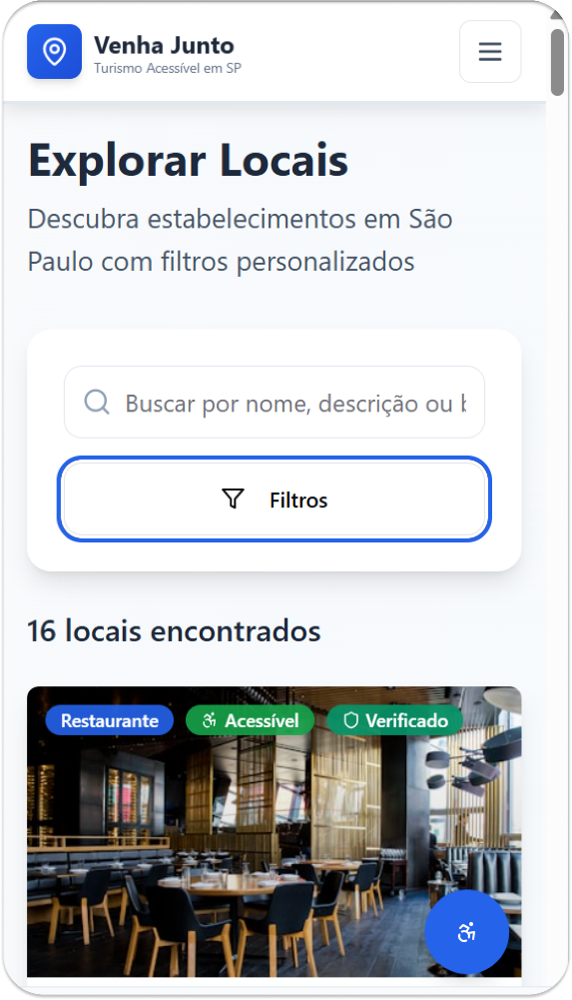 Venha Junto
Turismo Acessível em SP
Explorar Locais
Descubra estabelecimentos em São
Paulo com filtros personalizados
Buscar por nome, descrição ou
Filtros
16 locais encontrados
Restaurante
Acessível
Verificado